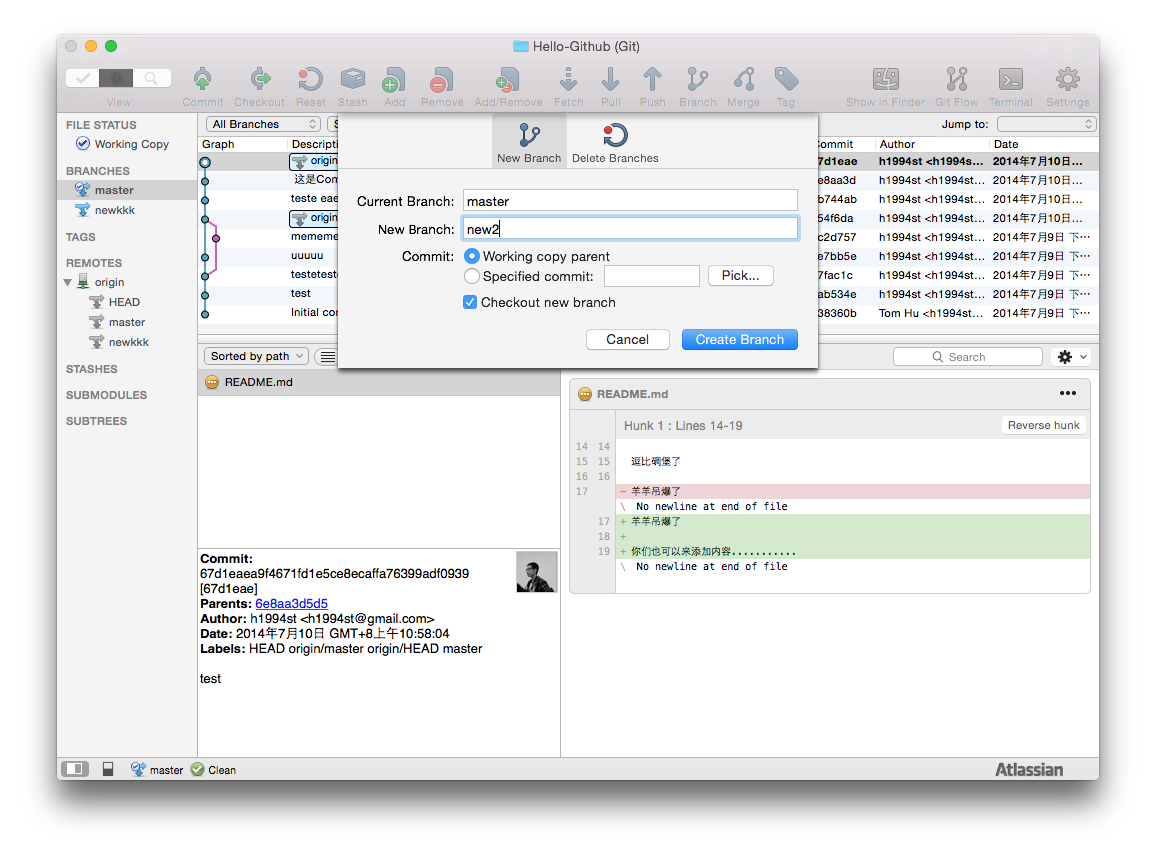 Hello-Github (Git)
View Commit Checkout Reset Stash Add Remove Add/Remove Fetch Pull Push Branch Merge Tag Show in Finder Git Flow Terminal Settings
FILE STATUS
Working Copy
BRANCHES
master
newkkk
TAGS
REMOTES
origin
HEAD
master
newkkk
STASHES
SUBMODULES
SUBTREES
All Branches
Jump to:
Graph Descripti ommit Author Date
origin 7d1eae h1994st <h1994s... 2014年7月10日…
这是Com e8aa3d h1994st <h1994st... 2014年7月10日…
teste eae b744ab h1994st <h1994st... 2014年7月10日…
origin 54f6da h1994st <h1994st... 2014年7月10日…
mememe c2d757 h1994st <h1994st... 2014年7月9日 下…
uuuuu e7bb5e h1994st <h1994st... 2014年7月9日 下…
testetest 7fac1c h1994st <h1994st... 2014年7月9日 下…
test ab534e h1994st <h1994st... 2014年7月9日 下…
Initial con 38360b Tom Hu <h1994st... 2014年7月9日 下…
New Branch Delete Branches
Current Branch: master
New Branch: new2
Commit: Working copy parent
Specified commit: Pick...
Checkout new branch
Cancel Create Branch
Sorted by path
Search
README.md
Commit:
67d1eaea9f4671fd1e5ce8ecaffa76399adf0939
[67d1eae]
Parents: 6e8aa3d5d5
Author: h1994st <h1994st@gmail.com>
Date: 2014年7月10日 GMT+8上午10:58:04
Labels: HEAD origin/master origin/HEAD master
test
README.md •••
Hunk 1 : Lines 14-19 Reverse hunk
14 14
15 15 逗比碉堡了
16 16
17 - 羊羊吊爆了
\ No newline at end of file
17 + 羊羊吊爆了
18 +
19 + 你们也可以来添加内容...........
\ No newline at end of file
master Clean
Atlassian